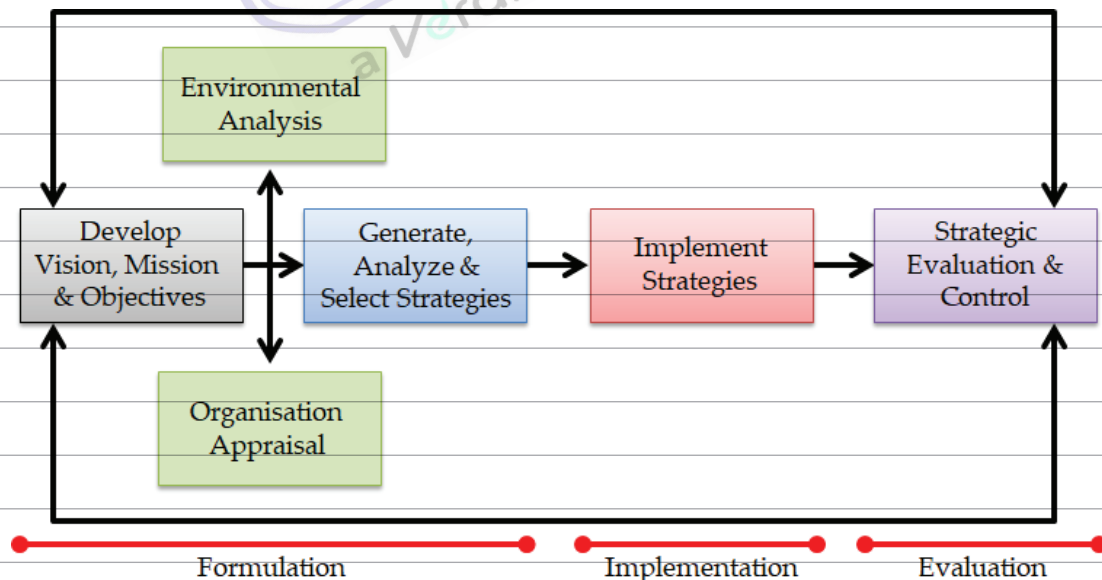 a Vera
Environmental
Analysis
Develop
Vision, Mission
& Objectives
Generate,
Analyze &
Select Strategies
Implement
Strategies
Strategic
Evaluation &
Control
Organisation
Appraisal
Formulation
Implementation
Evaluation